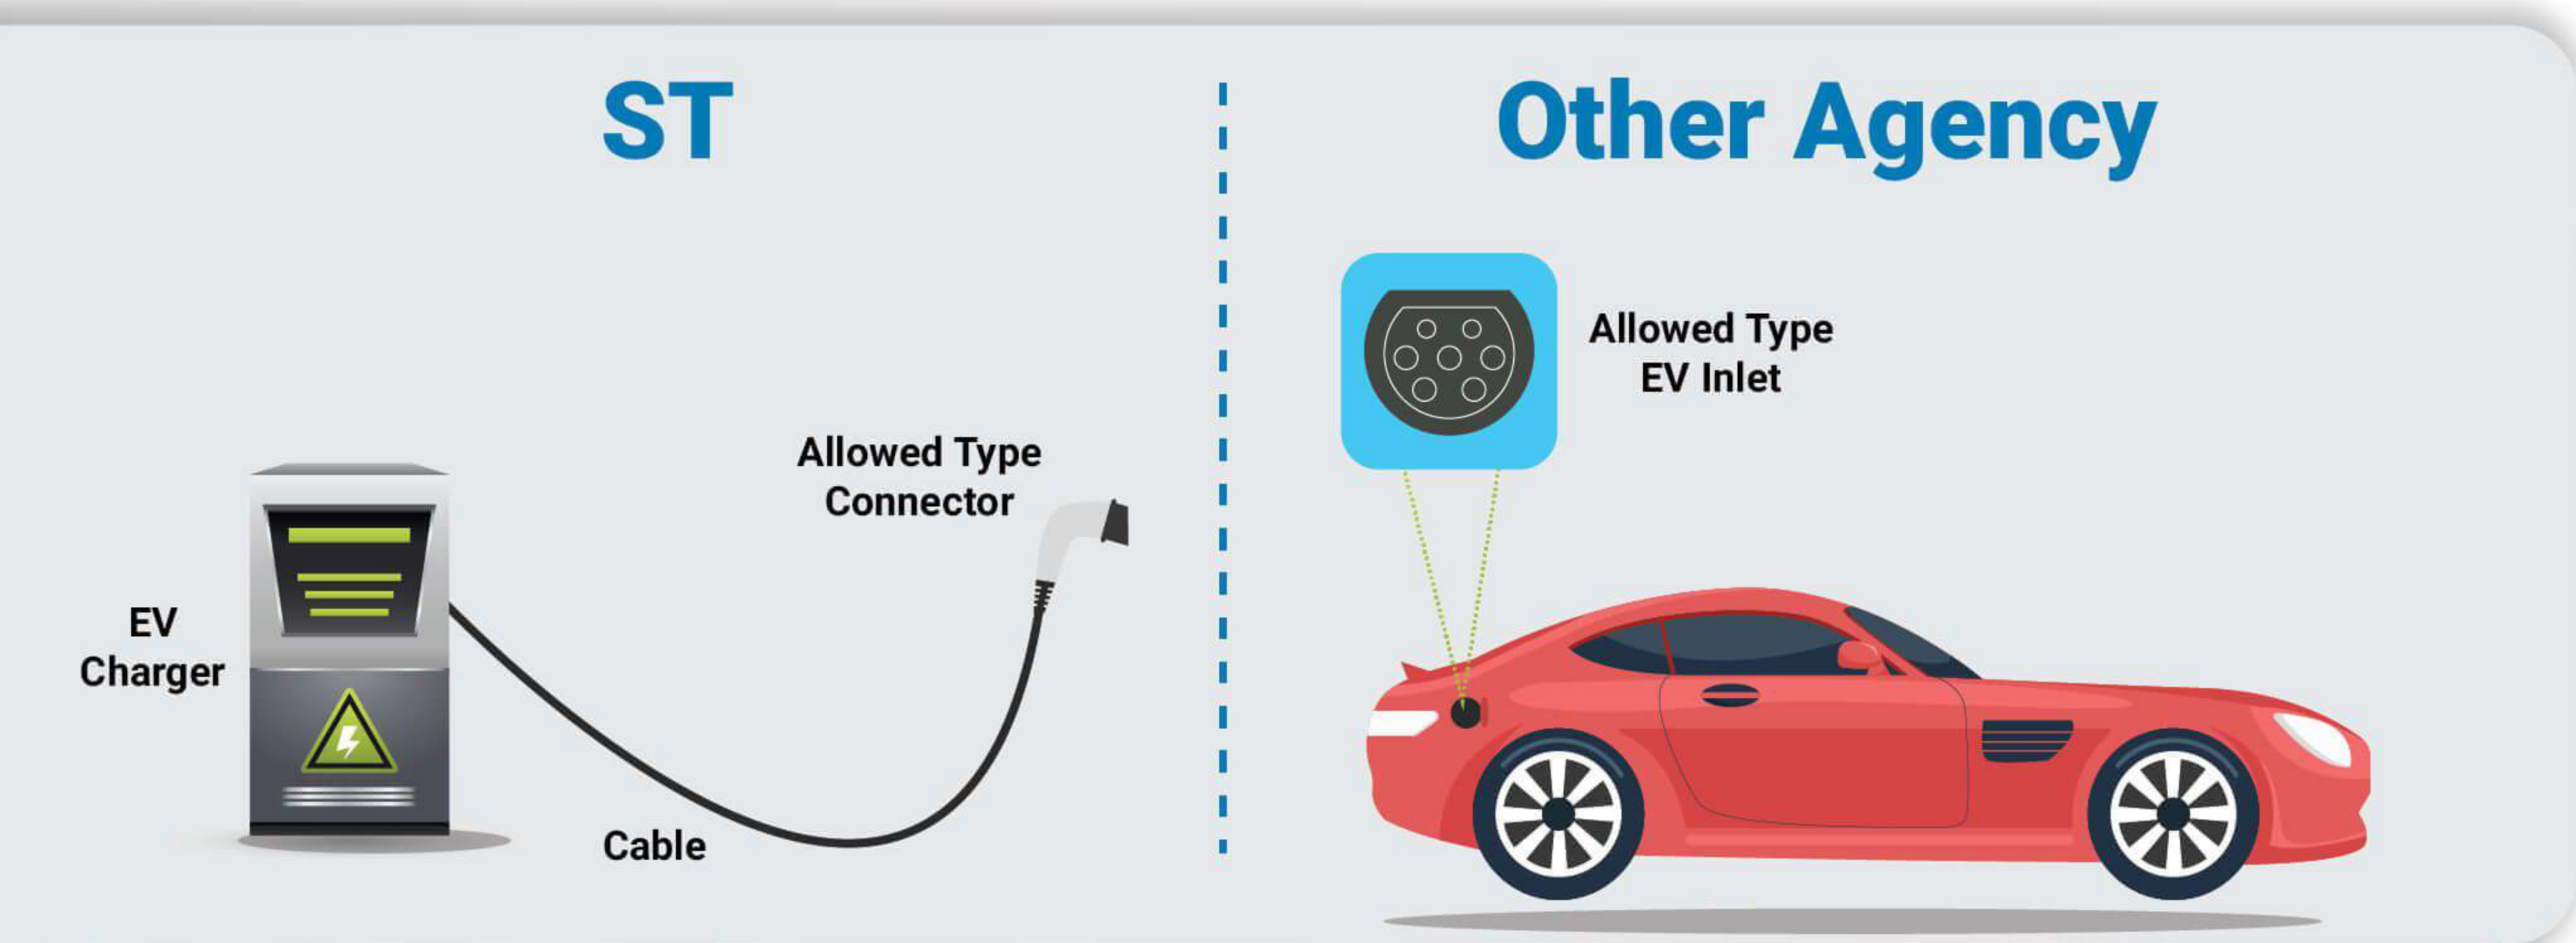 ST
Other Agency
Allowed Type
EV Inlet
Allowed Type
Connector
EV
Charger
Cable